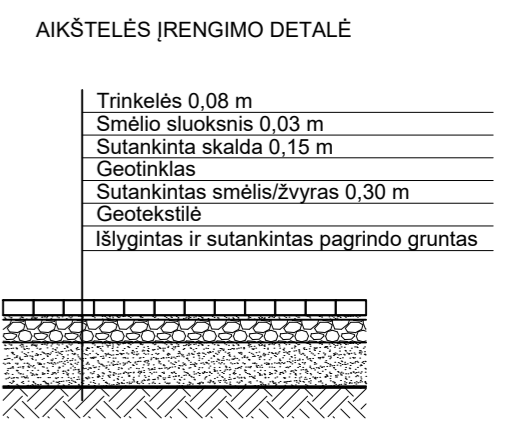 AIKŠTELĖS ĮRENGIMO DETALĖ
Trinkelės 0,08 m
Smėlio sluoksnis 0,03 m
Sutankinta skalda 0,15 m
Geotinklas
Sutankintas smėlis/žvyras 0,30 m
Geotekstilė
Išlygintas ir sutankintas pagrindo gruntas